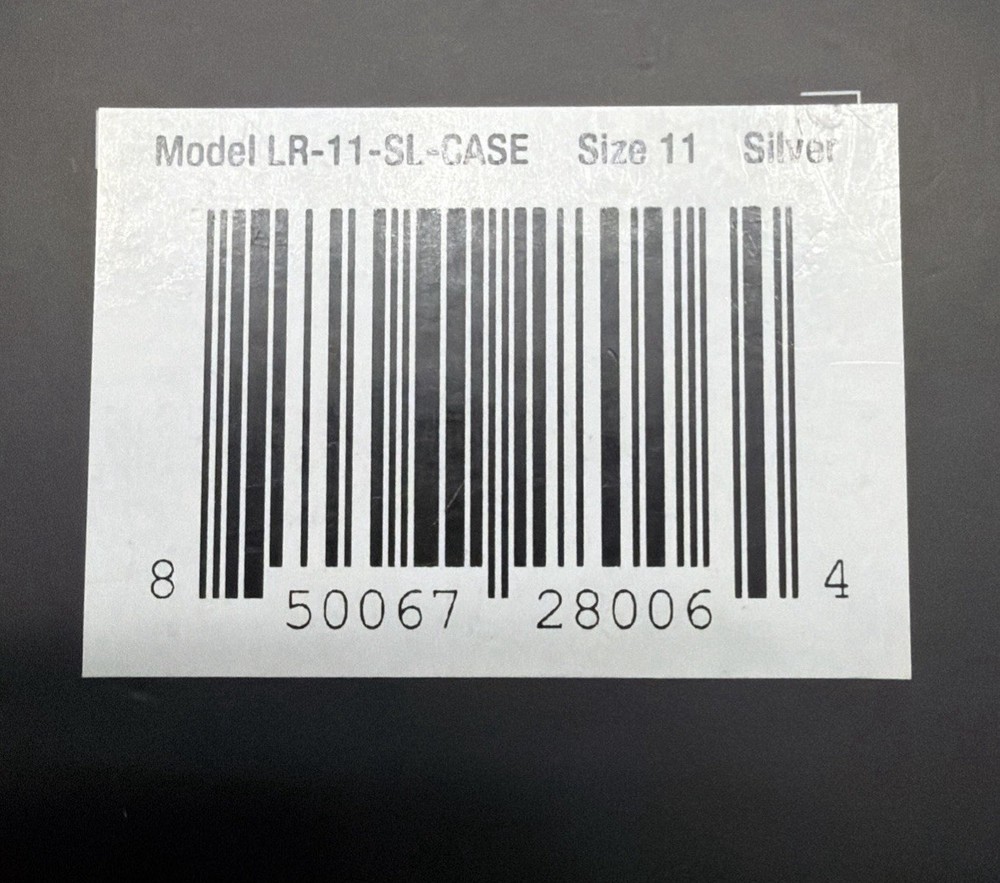 Model LR-11-SL-CASE Size 11 Silver
8 50067 28006 4